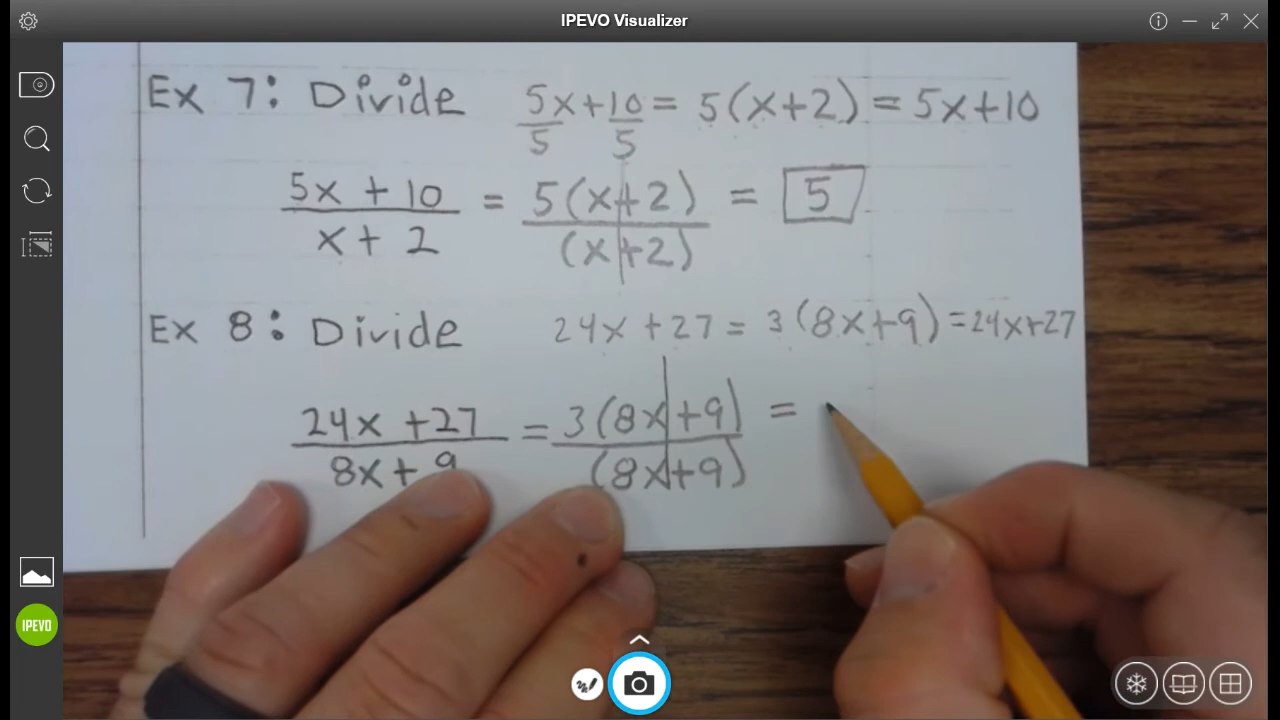 IPEVO Visualizer
Ex 7: Divide 5x+10 = 5(x+2) = 5x+10
5 5
5x + 10 = 5(x+2) = 5
x + 2 (x+2)
Ex 8: Divide 24x + 27 = 3(8x+9) = 24x+27
24x + 27 = 3(8x+9) =
8x + 9 (8x+9)
IPEVO